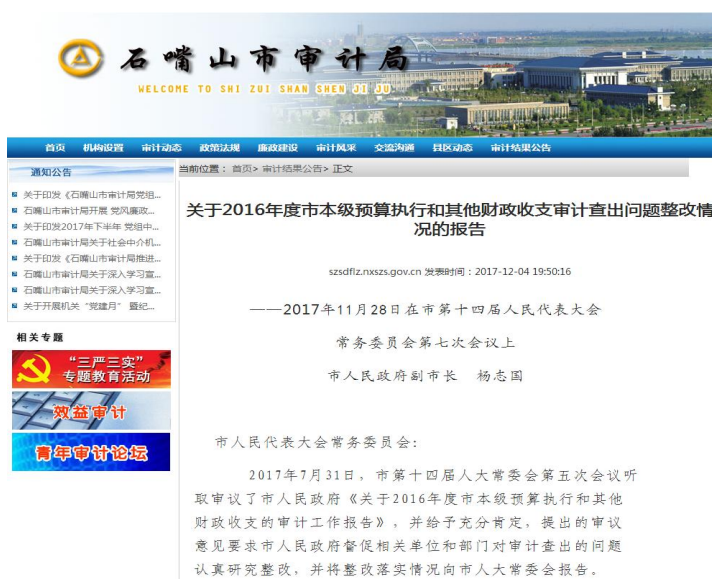 石嘴山市审计局
WELCOME TO SHI ZUI SHAN SHEN JI JU
首页 机构设置 审计动态 政策法规 廉政建设 审计风采 交流沟通 县区动态 审计结果公告
通知公告
关于印发《石嘴山市审计局党组...
石嘴山市审计局开展 党风廉政...
关于印发2017年下半年 党组中...
石嘴山市审计局关于社会中介机...
关于印发《石嘴山市审计局推进...
石嘴山市审计局关于深入学习宣...
石嘴山市审计局关于深入学习宣...
关于开展机关“党建月” 暨纪...
相关专题
“三严三实”
专题教育活动
效益审计
青年审计论坛
当前位置： 首页> 审计结果公告> 正文
关于2016年度市本级预算执行和其他财政收支审计查出问题整改情
况的报告
szsdflz.nxszs.gov.cn 发表时间：2017-12-04 19:50:16
——2017年11月28日在市第十四届人民代表大会
常务委员会第七次会议上
市人民政府副市长 杨志国
市人民代表大会常务委员会：
2017年7月31日，市第十四届人大常委会第五次会议听
取审议了市人民政府《关于2016年度市本级预算执行和其他
财政收支的审计工作报告》，并给予充分肯定，提出的审议
意见要求市人民政府督促相关单位和部门对审计查出的问题
认真研究整改，并将整改落实情况向市人大常委会报告。